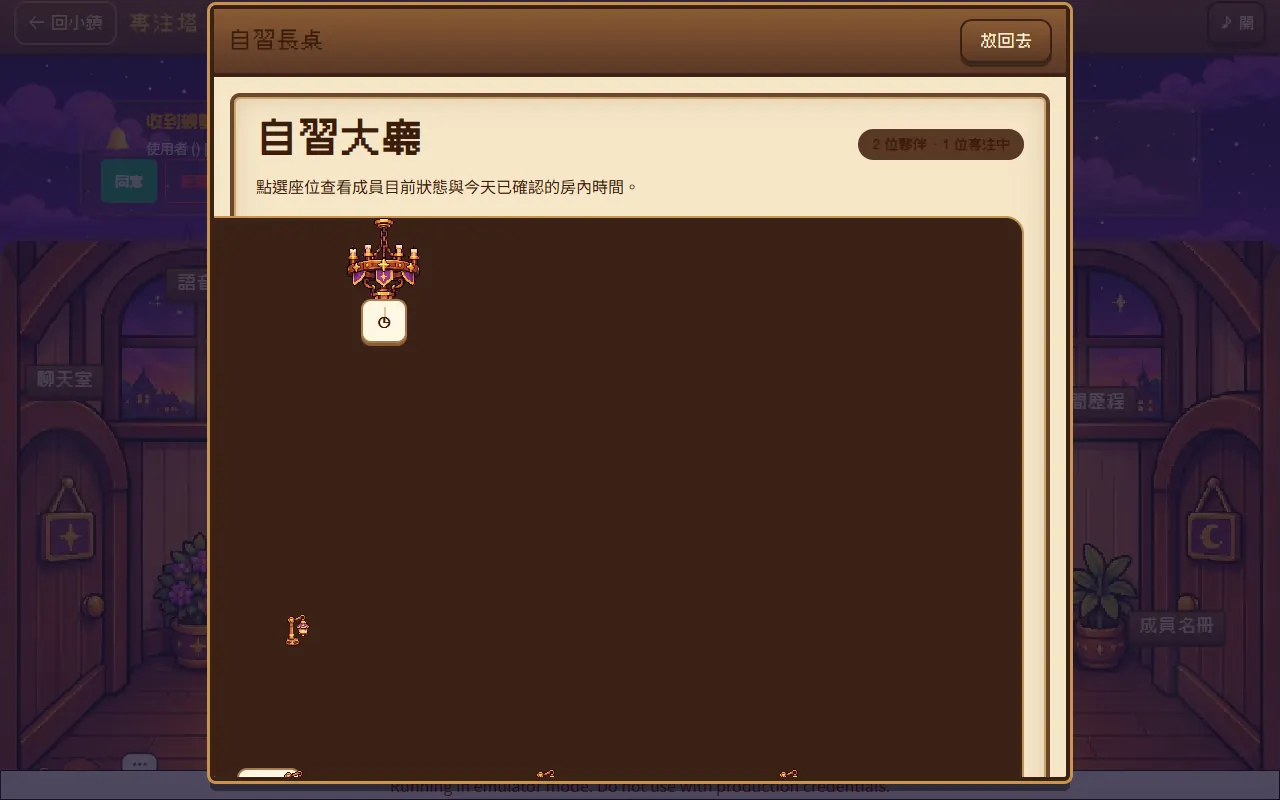 ← 回小鎮
專注塔
♪ 開
自習長桌
放回去
收到
使用者 ()
同意
自習大廳
2 位夥伴 · 1 位專注中
點選座位查看成員目前狀態與今天已確認的房內時間。
語音
聊天室
間歷程
成員名冊
...
Running in emulator mode. Do not use with production credentials.